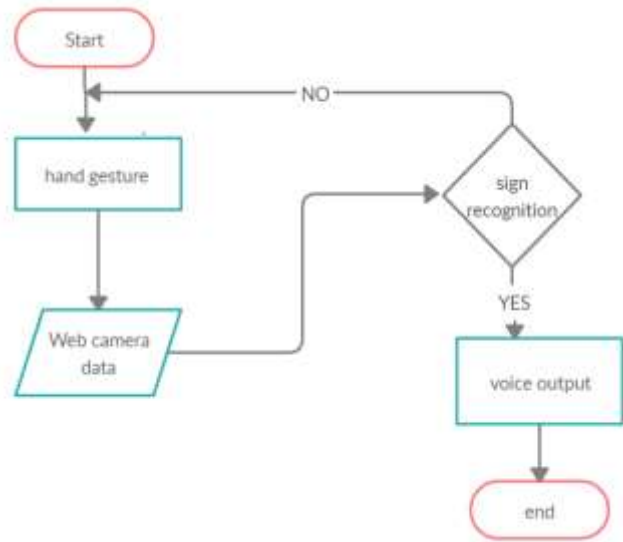 Start
NO
hand gesture
sign
recognition
YES
Web camera
data
voice output
end